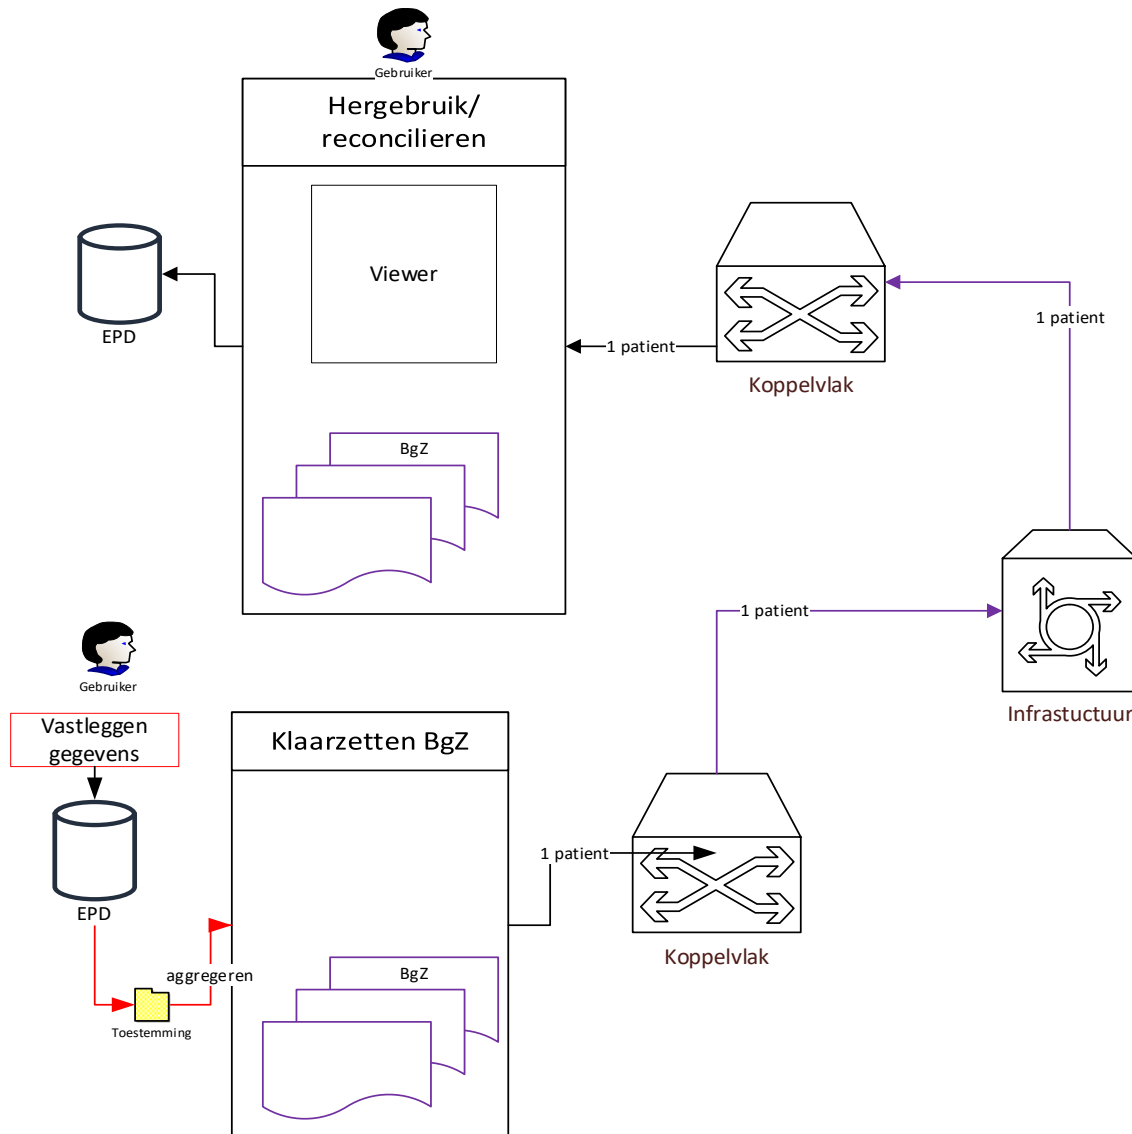 Gebruiker
Hergebruik/
reconcilieren
Viewer
EPD
1 patient
Koppelvlak
1 patient
BgZ
1 patient
Infrastuctuur
Gebruiker
Vastleggen
gegevens
Klaarzetten BgZ
EPD
1 patient
Koppelvlak
aggregeren
BgZ
Toestemming